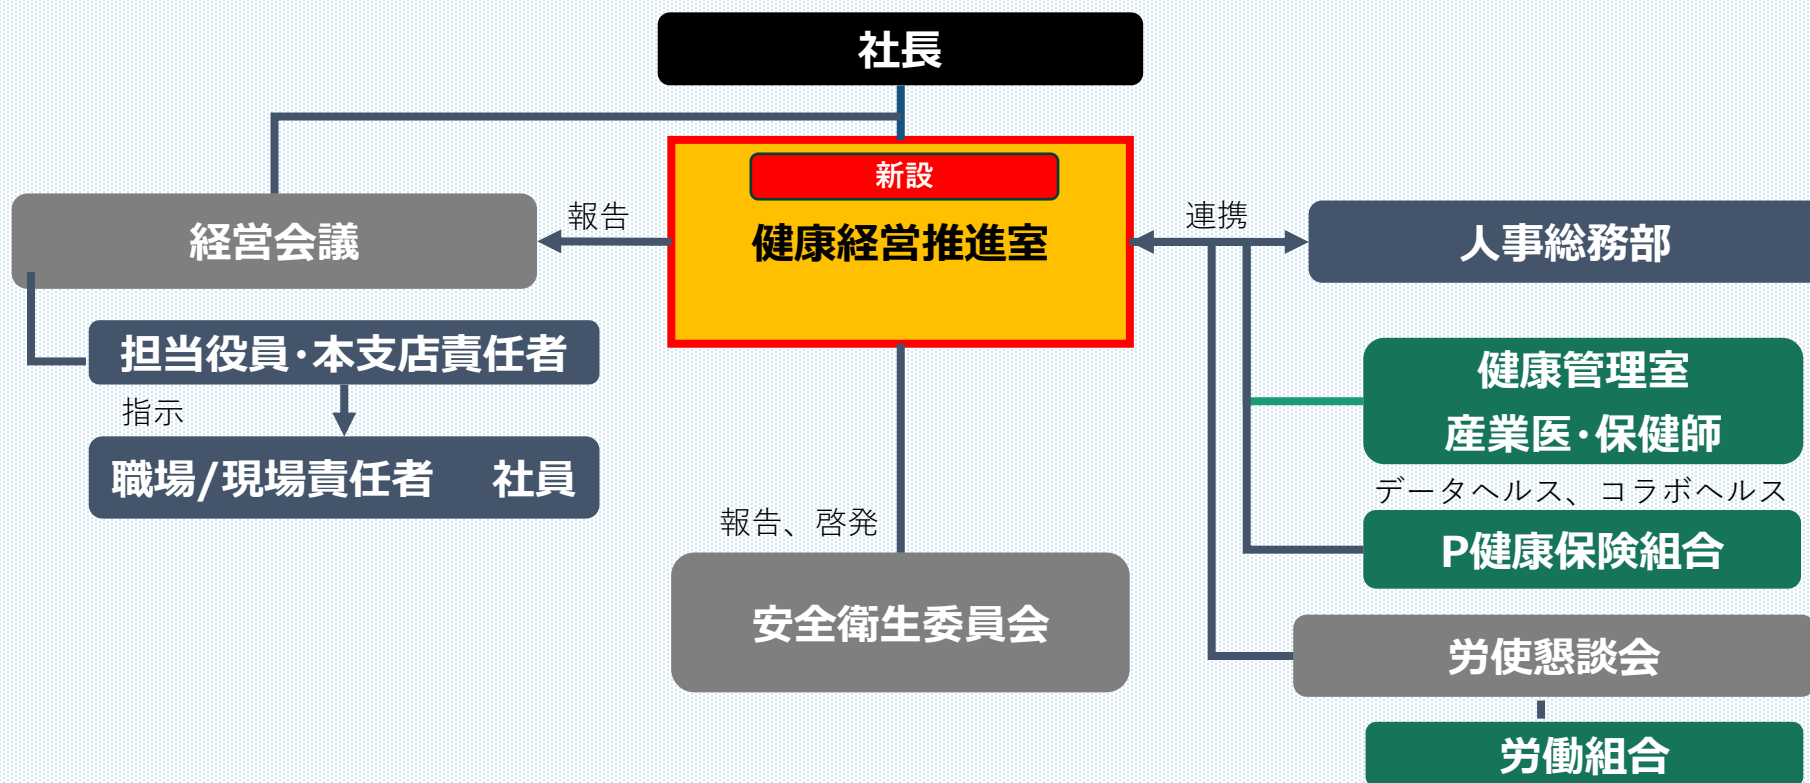 社長
新設
健康経営推進室
経営会議
報告
連携
人事総務部
担当役員・本支店責任者
指示
職場/現場責任者　社員
健康管理室
産業医・保健師
データヘルス、コラボヘルス
P健康保険組合
報告、啓発
安全衛生委員会
労使懇談会
労働組合